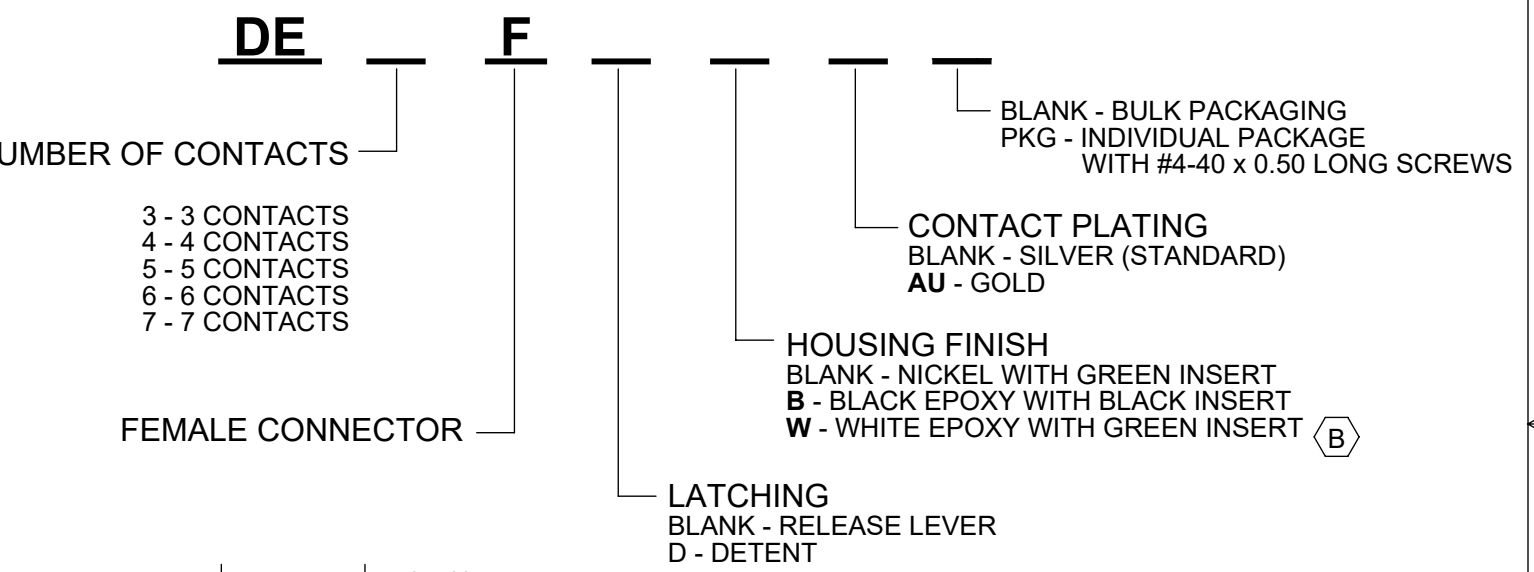 DE F
BLANK - BULK PACKAGING
PKG - INDIVIDUAL PACKAGE
WITH #4-40 x 0.50 LONG SCREWS
UMBER OF CONTACTS
3 - 3 CONTACTS
4 - 4 CONTACTS
5 - 5 CONTACTS
6 - 6 CONTACTS
7 - 7 CONTACTS
CONTACT PLATING
BLANK - SILVER (STANDARD)
AU - GOLD
HOUSING FINISH
BLANK - NICKEL WITH GREEN INSERT
B - BLACK EPOXY WITH BLACK INSERT
W - WHITE EPOXY WITH GREEN INSERT B
FEMALE CONNECTOR
LATCHING
BLANK - RELEASE LEVER
D - DETENT